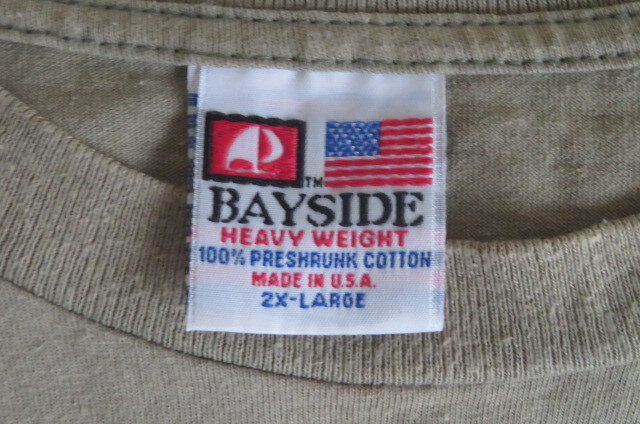 TM
BAYSIDE
HEAVY WEIGHT
100% PRESHRUNK COTTON
MADE IN U.S.A.
2X-LARGE